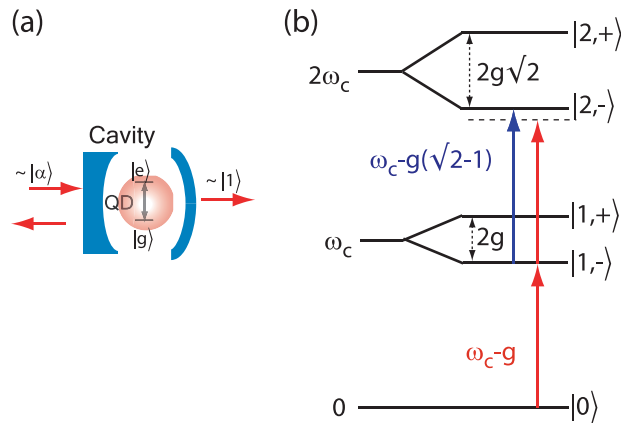 (a)
Cavity
~|α⟩
|e⟩
QD
|g⟩
~|1⟩
(b)
2ω_c
2g√2
|2,+⟩
|2,-⟩
ω_c-g(√2-1)
ω_c
2g
|1,+⟩
|1,-⟩
ω_c-g
0
|0⟩